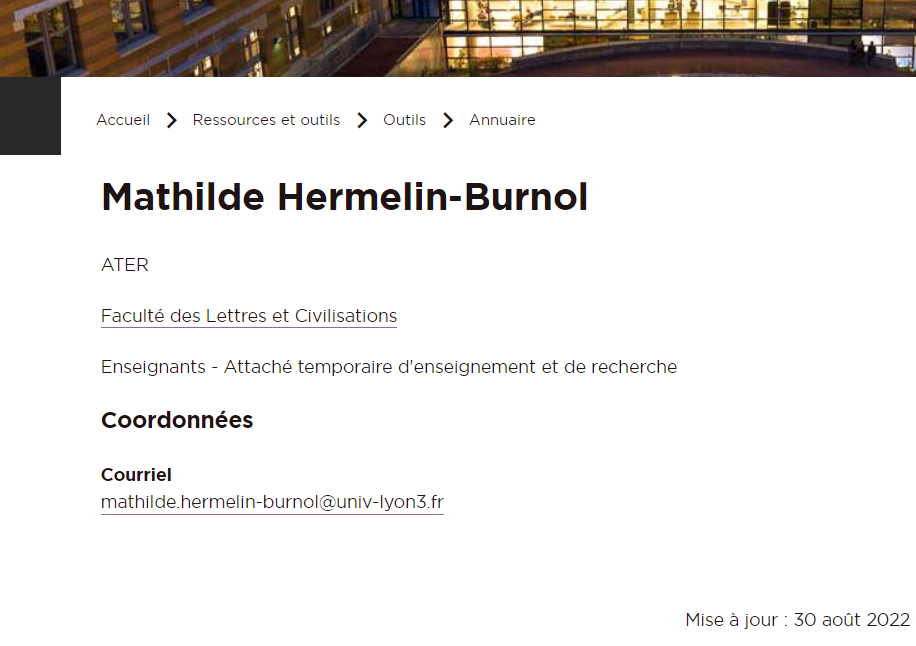 Accueil > Ressources et outils > Outils > Annuaire
Mathilde Hermelin-Burnol
ATER
Faculté des Lettres et Civilisations
Enseignants - Attaché temporaire d'enseignement et de recherche
Coordonnées
Courriel
mathilde.hermelin-burnol@univ-lyon3.fr
Mise à jour : 30 août 2022